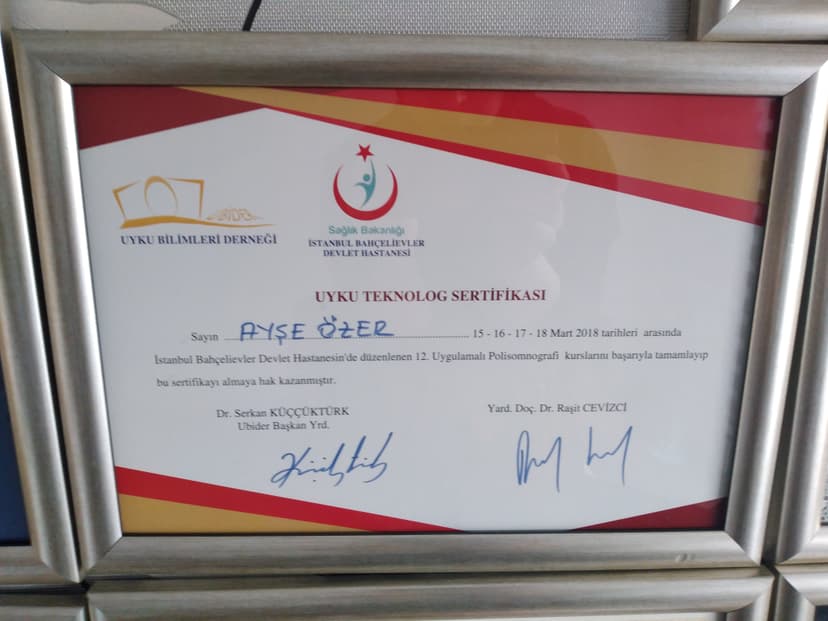 UYKU BİLİMLERİ DERNEĞİ
Sağlık Bakanlığı
İSTANBUL BAHÇELİEVLER
DEVLET HASTANESİ
UYKU TEKNOLOG SERTİFİKASI
Sayın AYŞE ÖZER 15 - 16 - 17 - 18 Mart 2018 tarihleri arasında
İstanbul Bahçelievler Devlet Hastanesin'de düzenlenen 12. Uygulamalı Polisomnografi kurslarını başarıyla tamamlayıp
bu sertifikayı almaya hak kazanmıştır.
Dr. Serkan KÜÇÇÜKTÜRK
Ubider Başkan Yrd.
Yard. Doç. Dr. Raşit CEVİZCİ